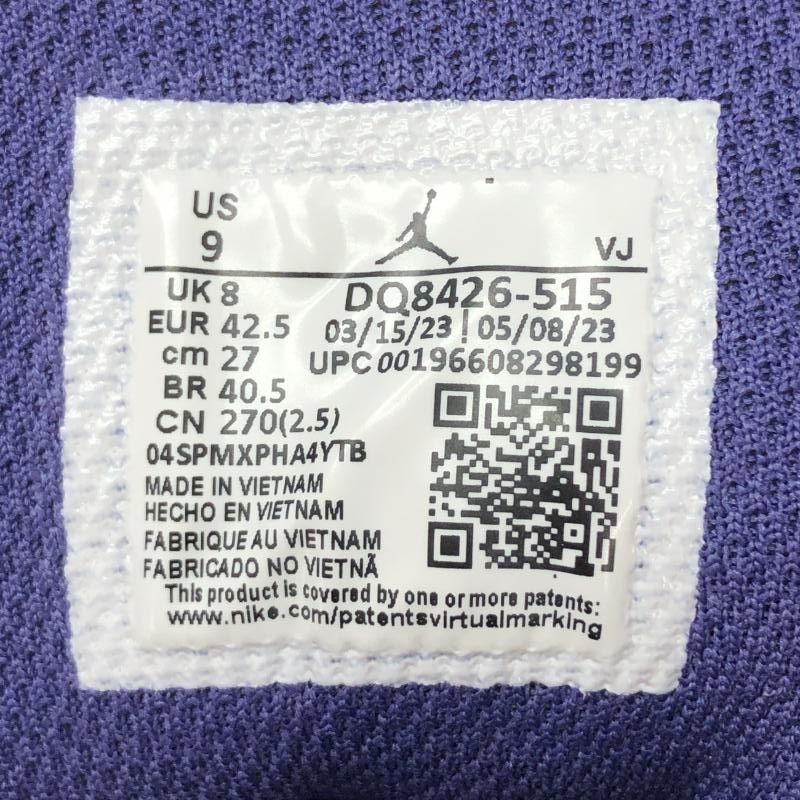 US
9
VJ
UK 8
DQ8426-515
EUR 42.5
03/15/23 | 05/08/23
cm 27
UPC 00196608298199
BR 40.5
CN 270(2.5)
04SPMXPHA4YTB
MADE IN VIETNAM
HECHO EN VIETNAM
FABRIQUE AU VIETNAM
FABRICADO NO VIETNÃ
This product is covered by one or more patents:
www.nike.com/patentsvirtualmarking